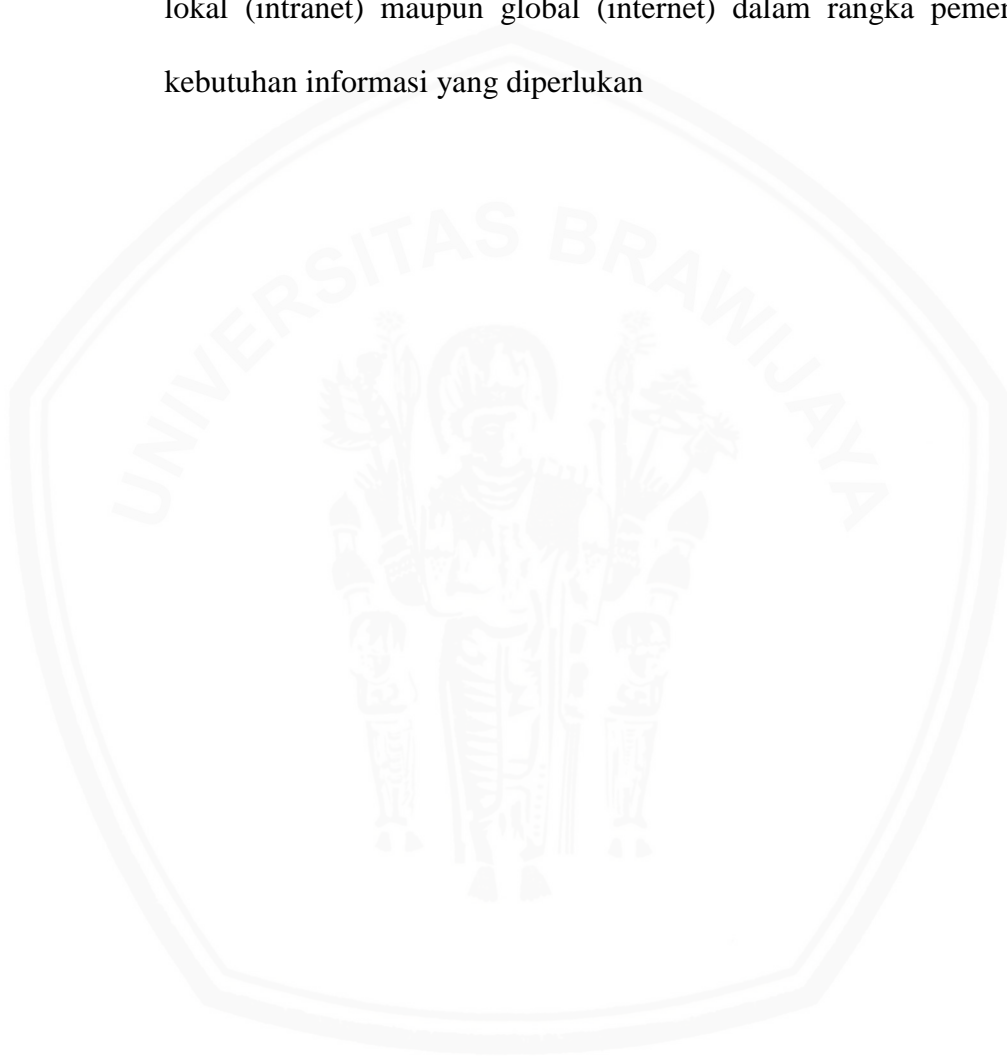 lokal (intranet) maupun global (internet) dalam rangka
kebutuhan informasi yang diperlukan
UNIVERSITAS BRAWIJAYA